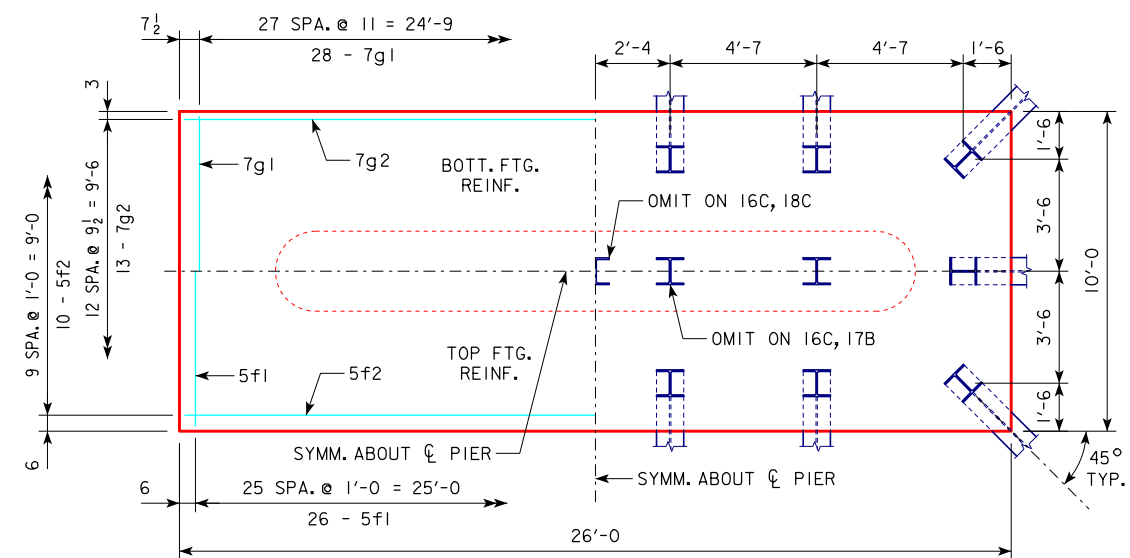 7½
27 SPA. @ 11 = 24'-9
28 - 7g1
2'-4
4'-7
4'-7
1'-6
3
12 SPA. @ 9½ = 9'-6
13 - 7g2
9 SPA. @ 1'-0 = 9'-0
10 - 5f2
6
7g1
7g2
BOTT. FTG.
REINF.
OMIT ON 16C, 18C
1'-6
3'-6
10'-0
3'-6
1'-6
OMIT ON 16C, 17B
TOP FTG.
REINF.
5f1
5f2
SYMM. ABOUT ℄ PIER
SYMM. ABOUT ℄ PIER
45°
TYP.
6
25 SPA. @ 1'-0 = 25'-0
26 - 5f1
26'-0